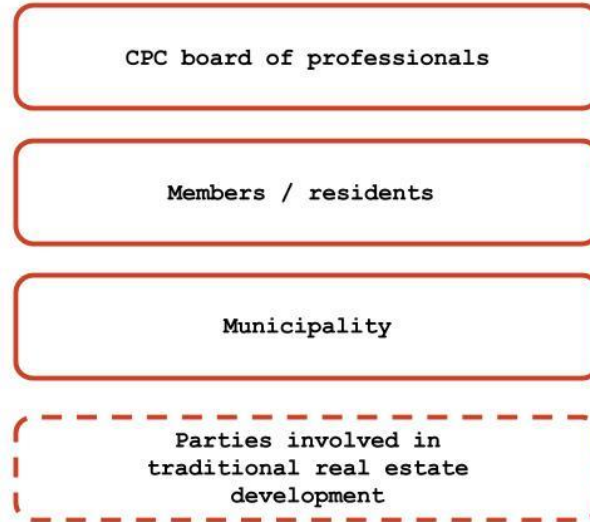 CPC board of professionals
Members / residents
Municipality
Parties involved in
traditional real estate
development